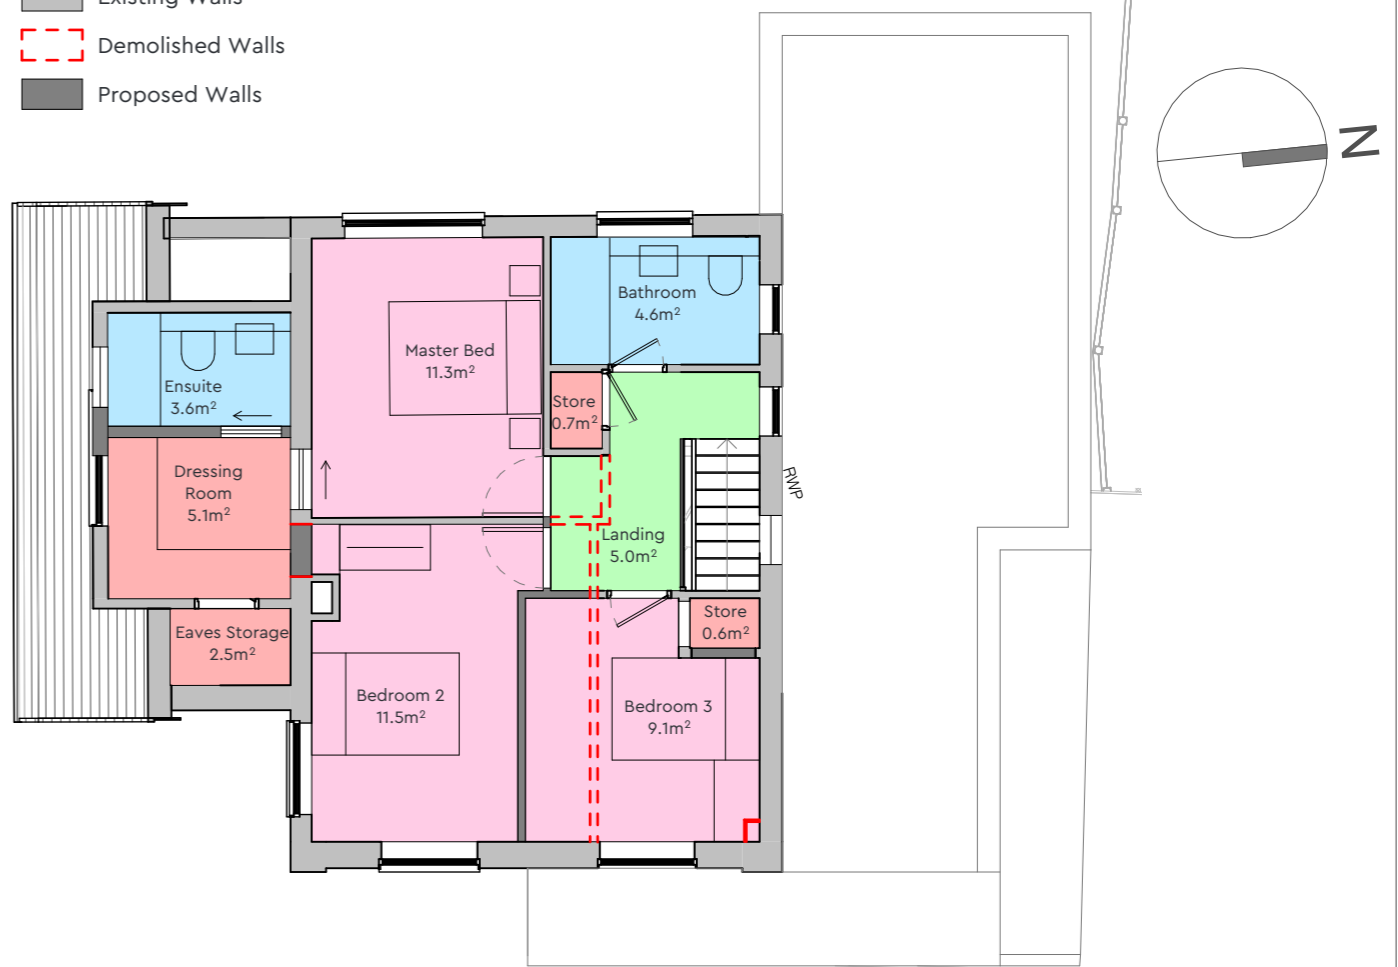 Existing Walls
Demolished Walls
Proposed Walls
N
Bathroom
4.6m²
Master Bed
11.3m²
Ensuite
3.6m²
Store
0.7m²
Dressing
Room
5.1m²
RWP
Landing
5.0m²
Store
0.6m²
Eaves Storage
2.5m²
Bedroom 2
11.5m²
Bedroom 3
9.1m²